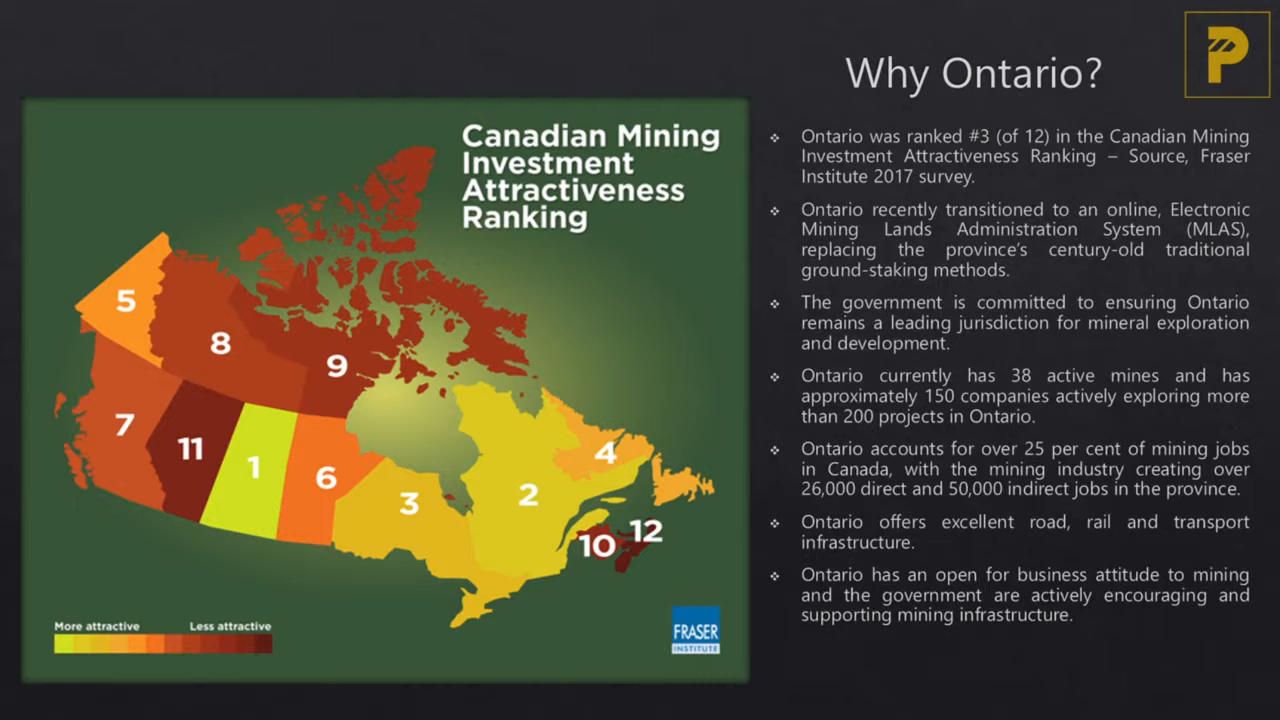 Why Ontario?
P
Canadian Mining
Investment
Attractiveness
Ranking
5
8
9
7
11
1
6
3
2
4
10
12
More attractive
Less attractive
FRASER
INSTITUTE
Ontario was ranked #3 (of 12) in the Canadian Mining
Investment Attractiveness Ranking – Source, Fraser
Institute 2017 survey.
Ontario recently transitioned to an online, Electronic
Mining Lands Administration System (MLAS),
replacing the province's century-old traditional
ground-staking methods.
The government is committed to ensuring Ontario
remains a leading jurisdiction for mineral exploration
and development.
Ontario currently has 38 active mines and has
approximately 150 companies actively exploring more
than 200 projects in Ontario.
Ontario accounts for over 25 per cent of mining jobs
in Canada, with the mining industry creating over
26,000 direct and 50,000 indirect jobs in the province.
Ontario offers excellent road, rail and transport
infrastructure.
Ontario has an open for business attitude to mining
and the government are actively encouraging and
supporting mining infrastructure.